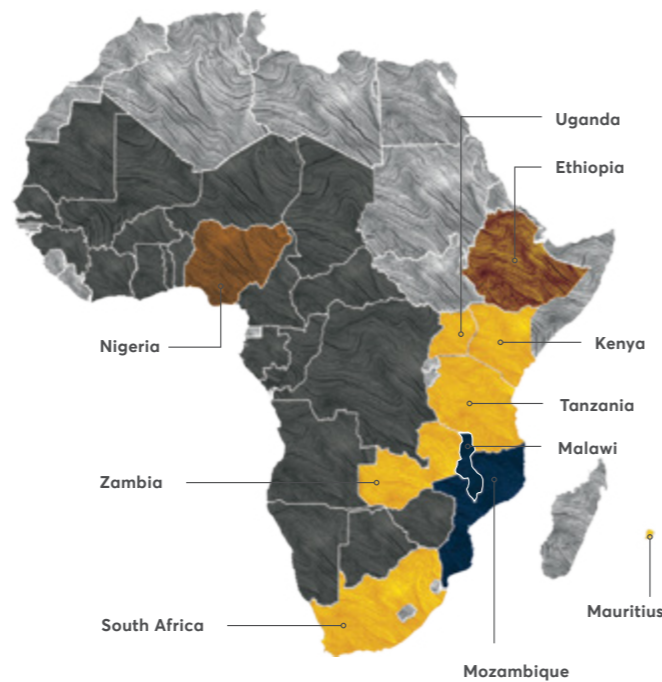 Uganda
Ethiopia
Nigeria
Kenya
Tanzania
Malawi
Zambia
Mauritius
South Africa
Mozambique